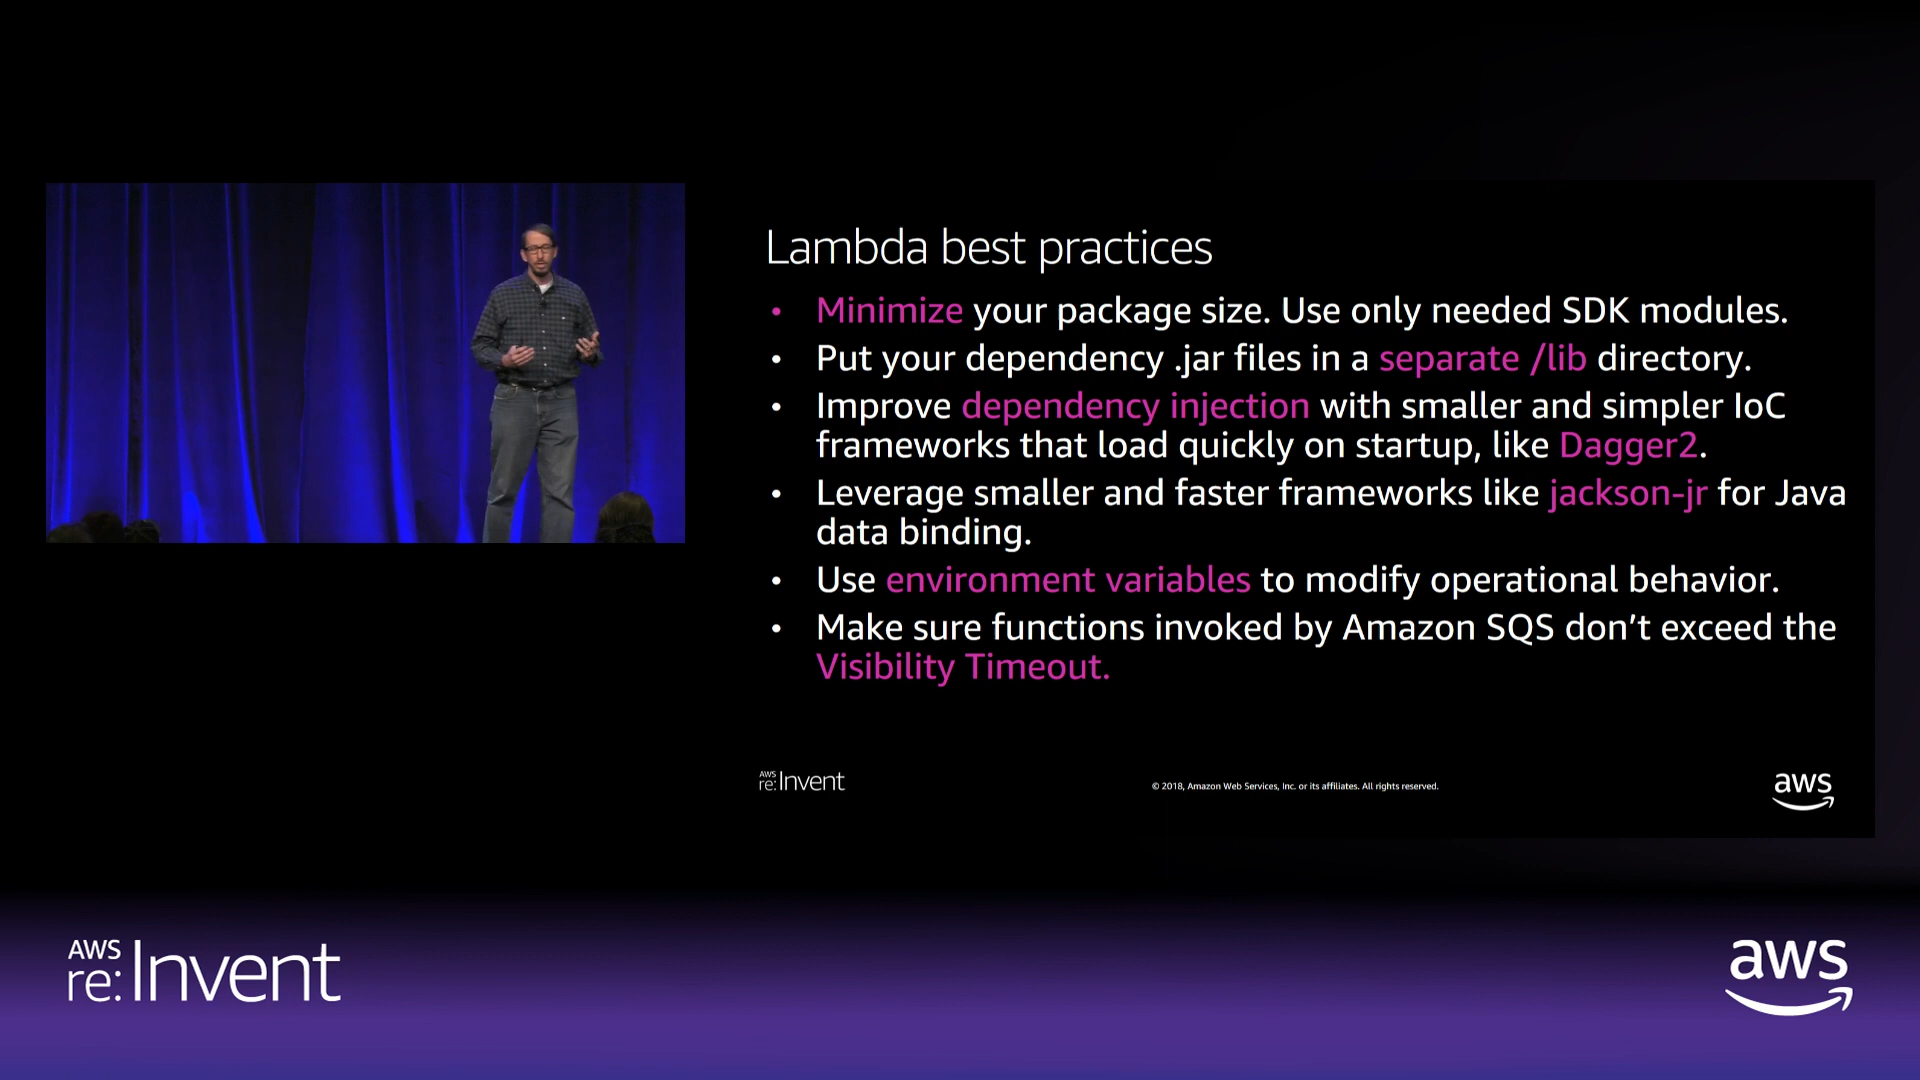 Lambda best practices
• Minimize your package size. Use only needed SDK modules.
• Put your dependency .jar files in a separate /lib directory.
• Improve dependency injection with smaller and simpler IoC
frameworks that load quickly on startup, like Dagger2.
• Leverage smaller and faster frameworks like jackson-jr for Java
data binding.
• Use environment variables to modify operational behavior.
• Make sure functions invoked by Amazon SQS don’t exceed the
Visibility Timeout.
AWS
re:Invent
© 2018, Amazon Web Services, Inc. or its affiliates. All rights reserved.
aws
AWS
re:Invent
aws